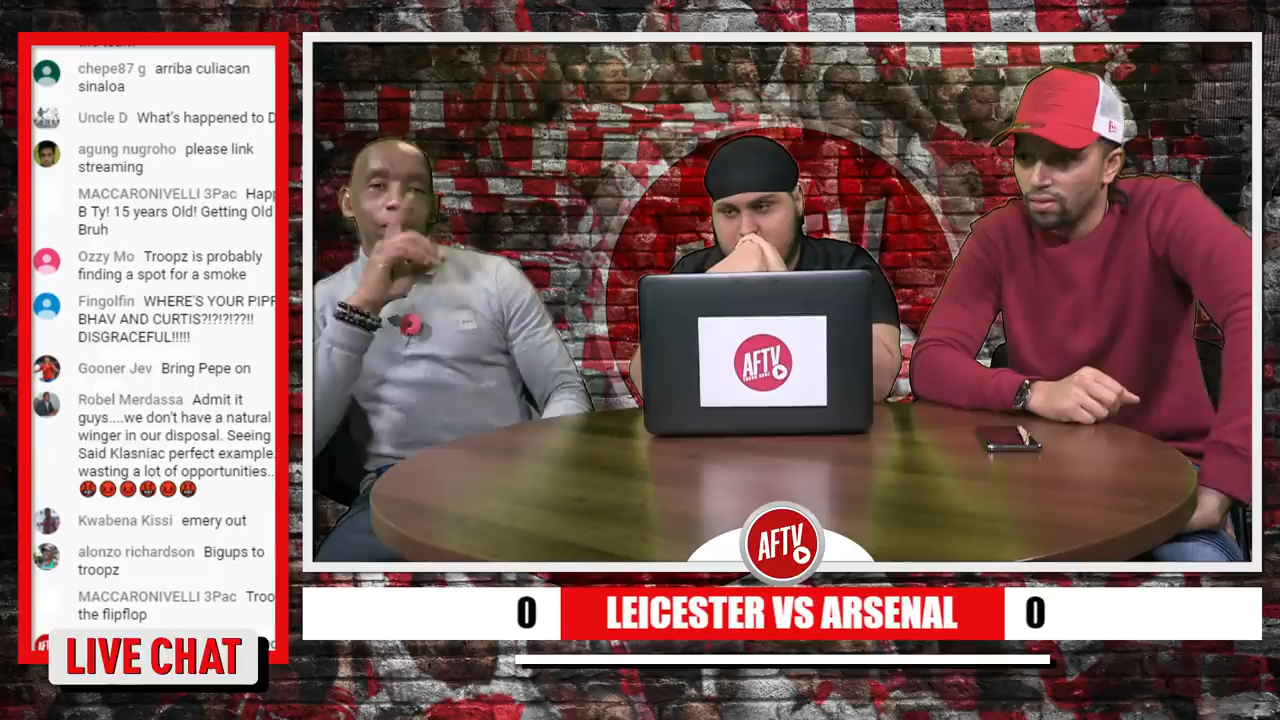 chepe87 g arriba culiacan
sinaloa
Uncle D What's happened to D
agung nugroho please link
streaming
MACCARONIVELLI 3Pac Happ
B Ty! 15 years Old! Getting Old
Bruh
Ozzy Mo Troopz is probably
finding a spot for a smoke
Fingolfin WHERE'S YOUR PIPE
BHAV AND CURTIS?!?!?!??!!
DISGRACEFUL!!!!!
Gooner Jev Bring Pepe on
Robel Merdassa Admit it
guys....we don't have a natural
winger in our disposal. Seeing
Said Klasniac perfect example.
wasting a lot of opportunities..
Kwabena Kissi emery out
alonzo richardson Bigups to
troopz
MACCARONIVELLI 3Pac Troo
the flipflop
LIVE CHAT
AFTV
AFTV
0 LEICESTER VS ARSENAL 0